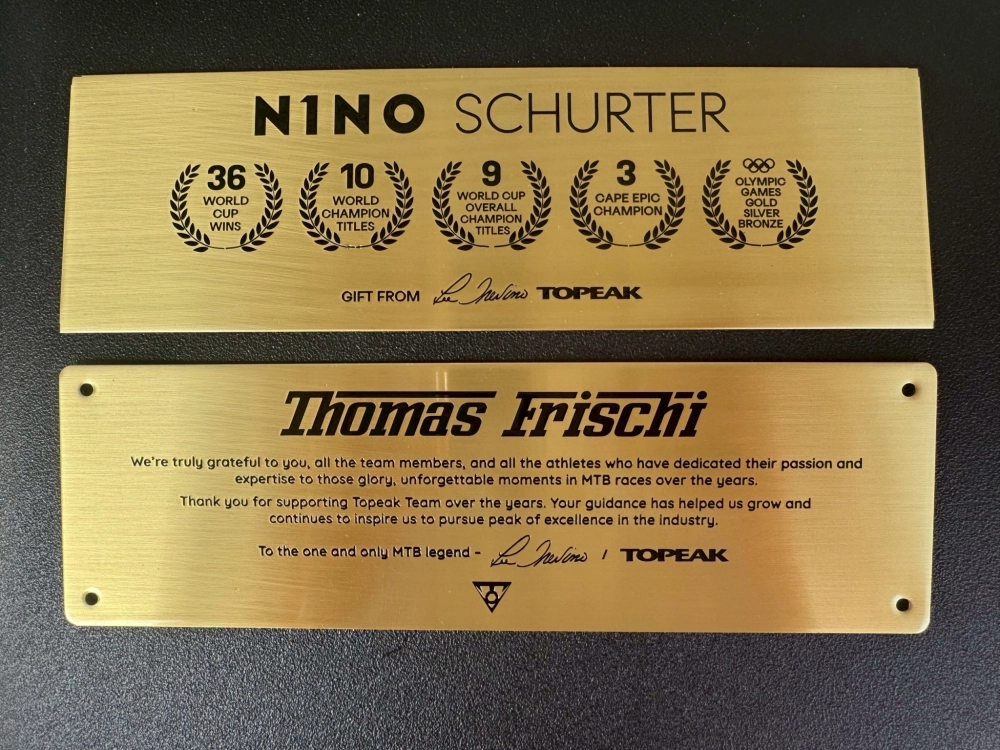 N1NO SCHURTER
36
WORLD
CUP
WINS
10
WORLD
CHAMPION
TITLES
9
WORLD CUP
OVERALL
CHAMPION
TITLES
3
CAPE EPIC
CHAMPION
OLYMPIC
GAMES
GOLD
SILVER
BRONZE
GIFT FROM TOPEAK
Thomas Frischi
We're truly grateful to you, all the team members, and all the athletes who have dedicated their passion and
expertise to those glory, unforgettable moments in MTB races over the years.
Thank you for supporting Topeak Team over the years. Your guidance has helped us grow and
continues to inspire us to pursue peak of excellence in the industry.
To the one and only MTB legend - / TOPEAK